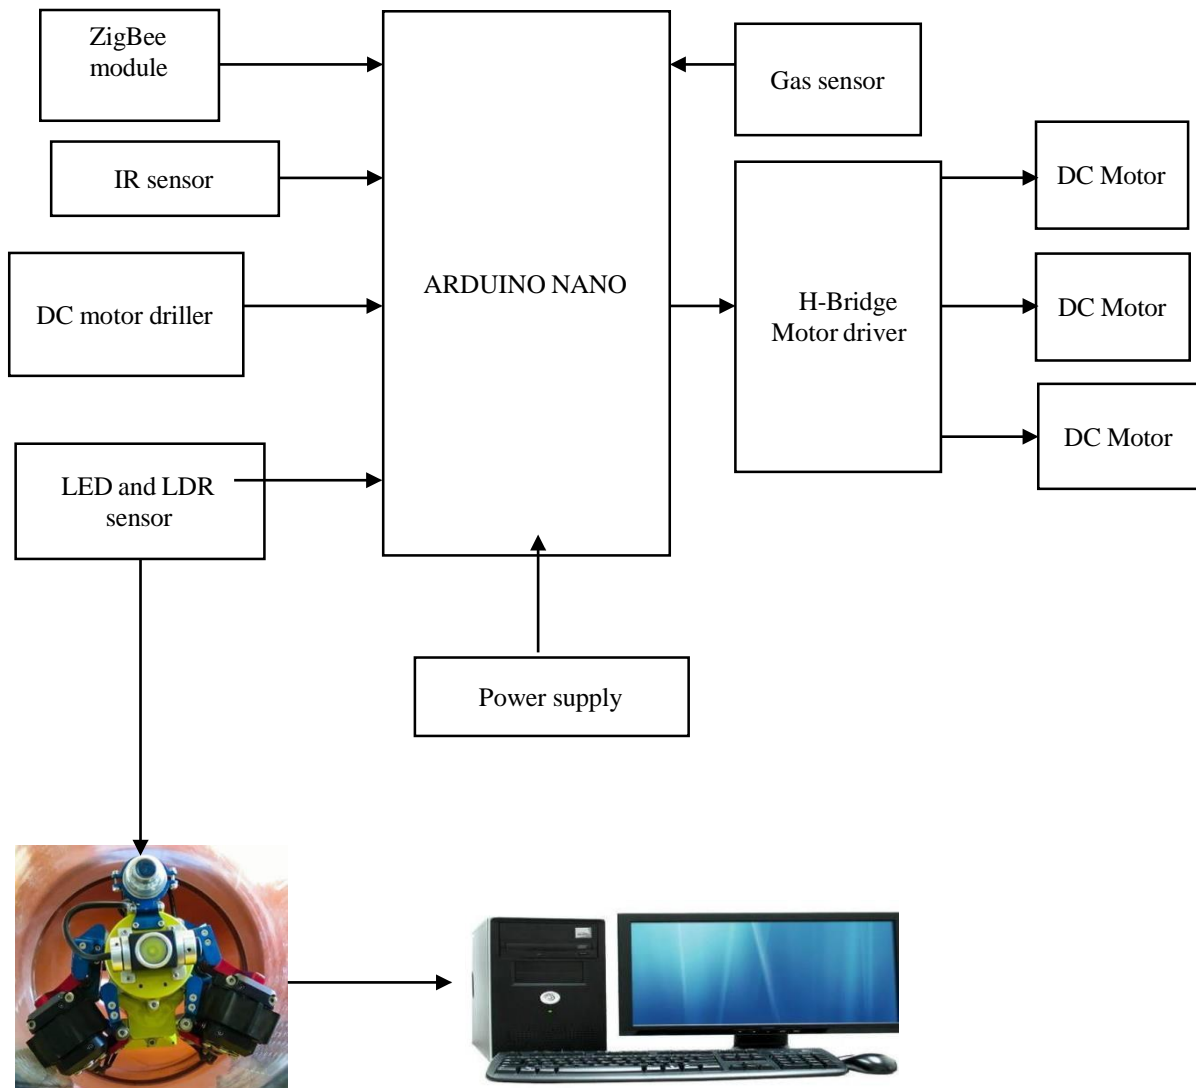 ZigBee
module
Gas sensor
IR sensor
DC Motor
ARDUINO NANO
DC motor driller
H-Bridge
Motor driver
DC Motor
DC Motor
LED and LDR
sensor
Power supply